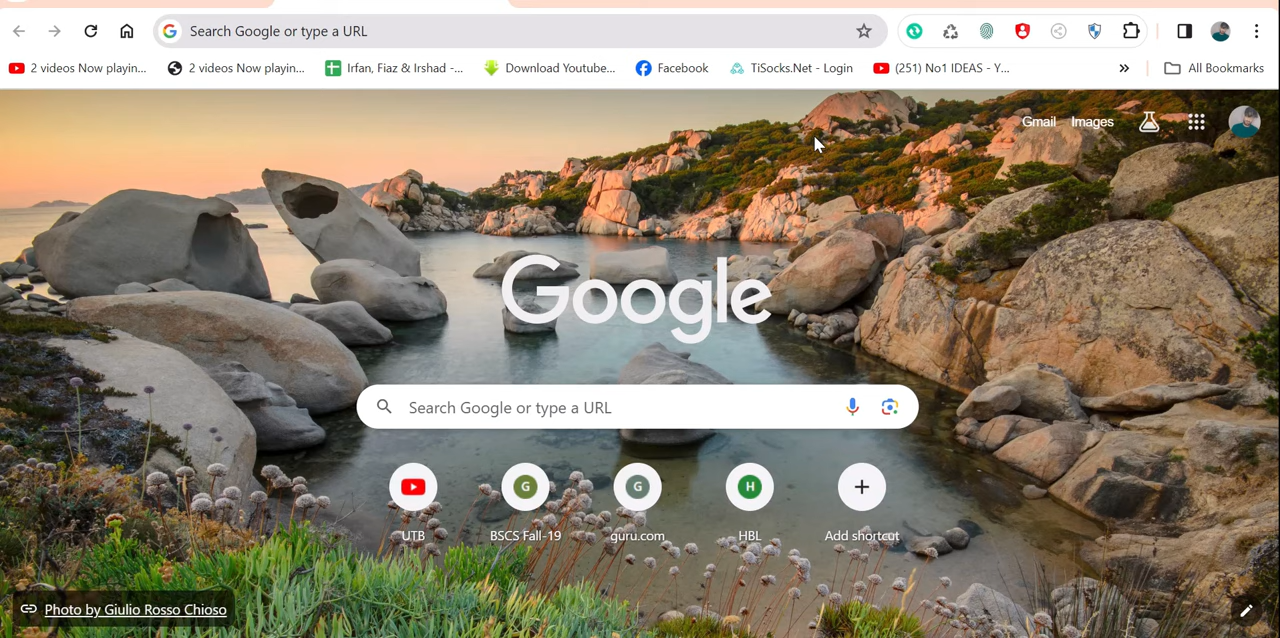 Search Google or type a URL
2 videos Now playin...
2 videos Now playin...
Irfan, Fiaz & Irshad -...
Download Youtube...
Facebook
TiSocks.Net - Login
(251) No1 IDEAS - Y...
»
All Bookmarks
Gmail
Images
Google
Search Google or type a URL
G
G
H
UTB
BSCS Fall-19
guru.com
HBL
Add shortcut
Photo by Giulio Rosso Chioso